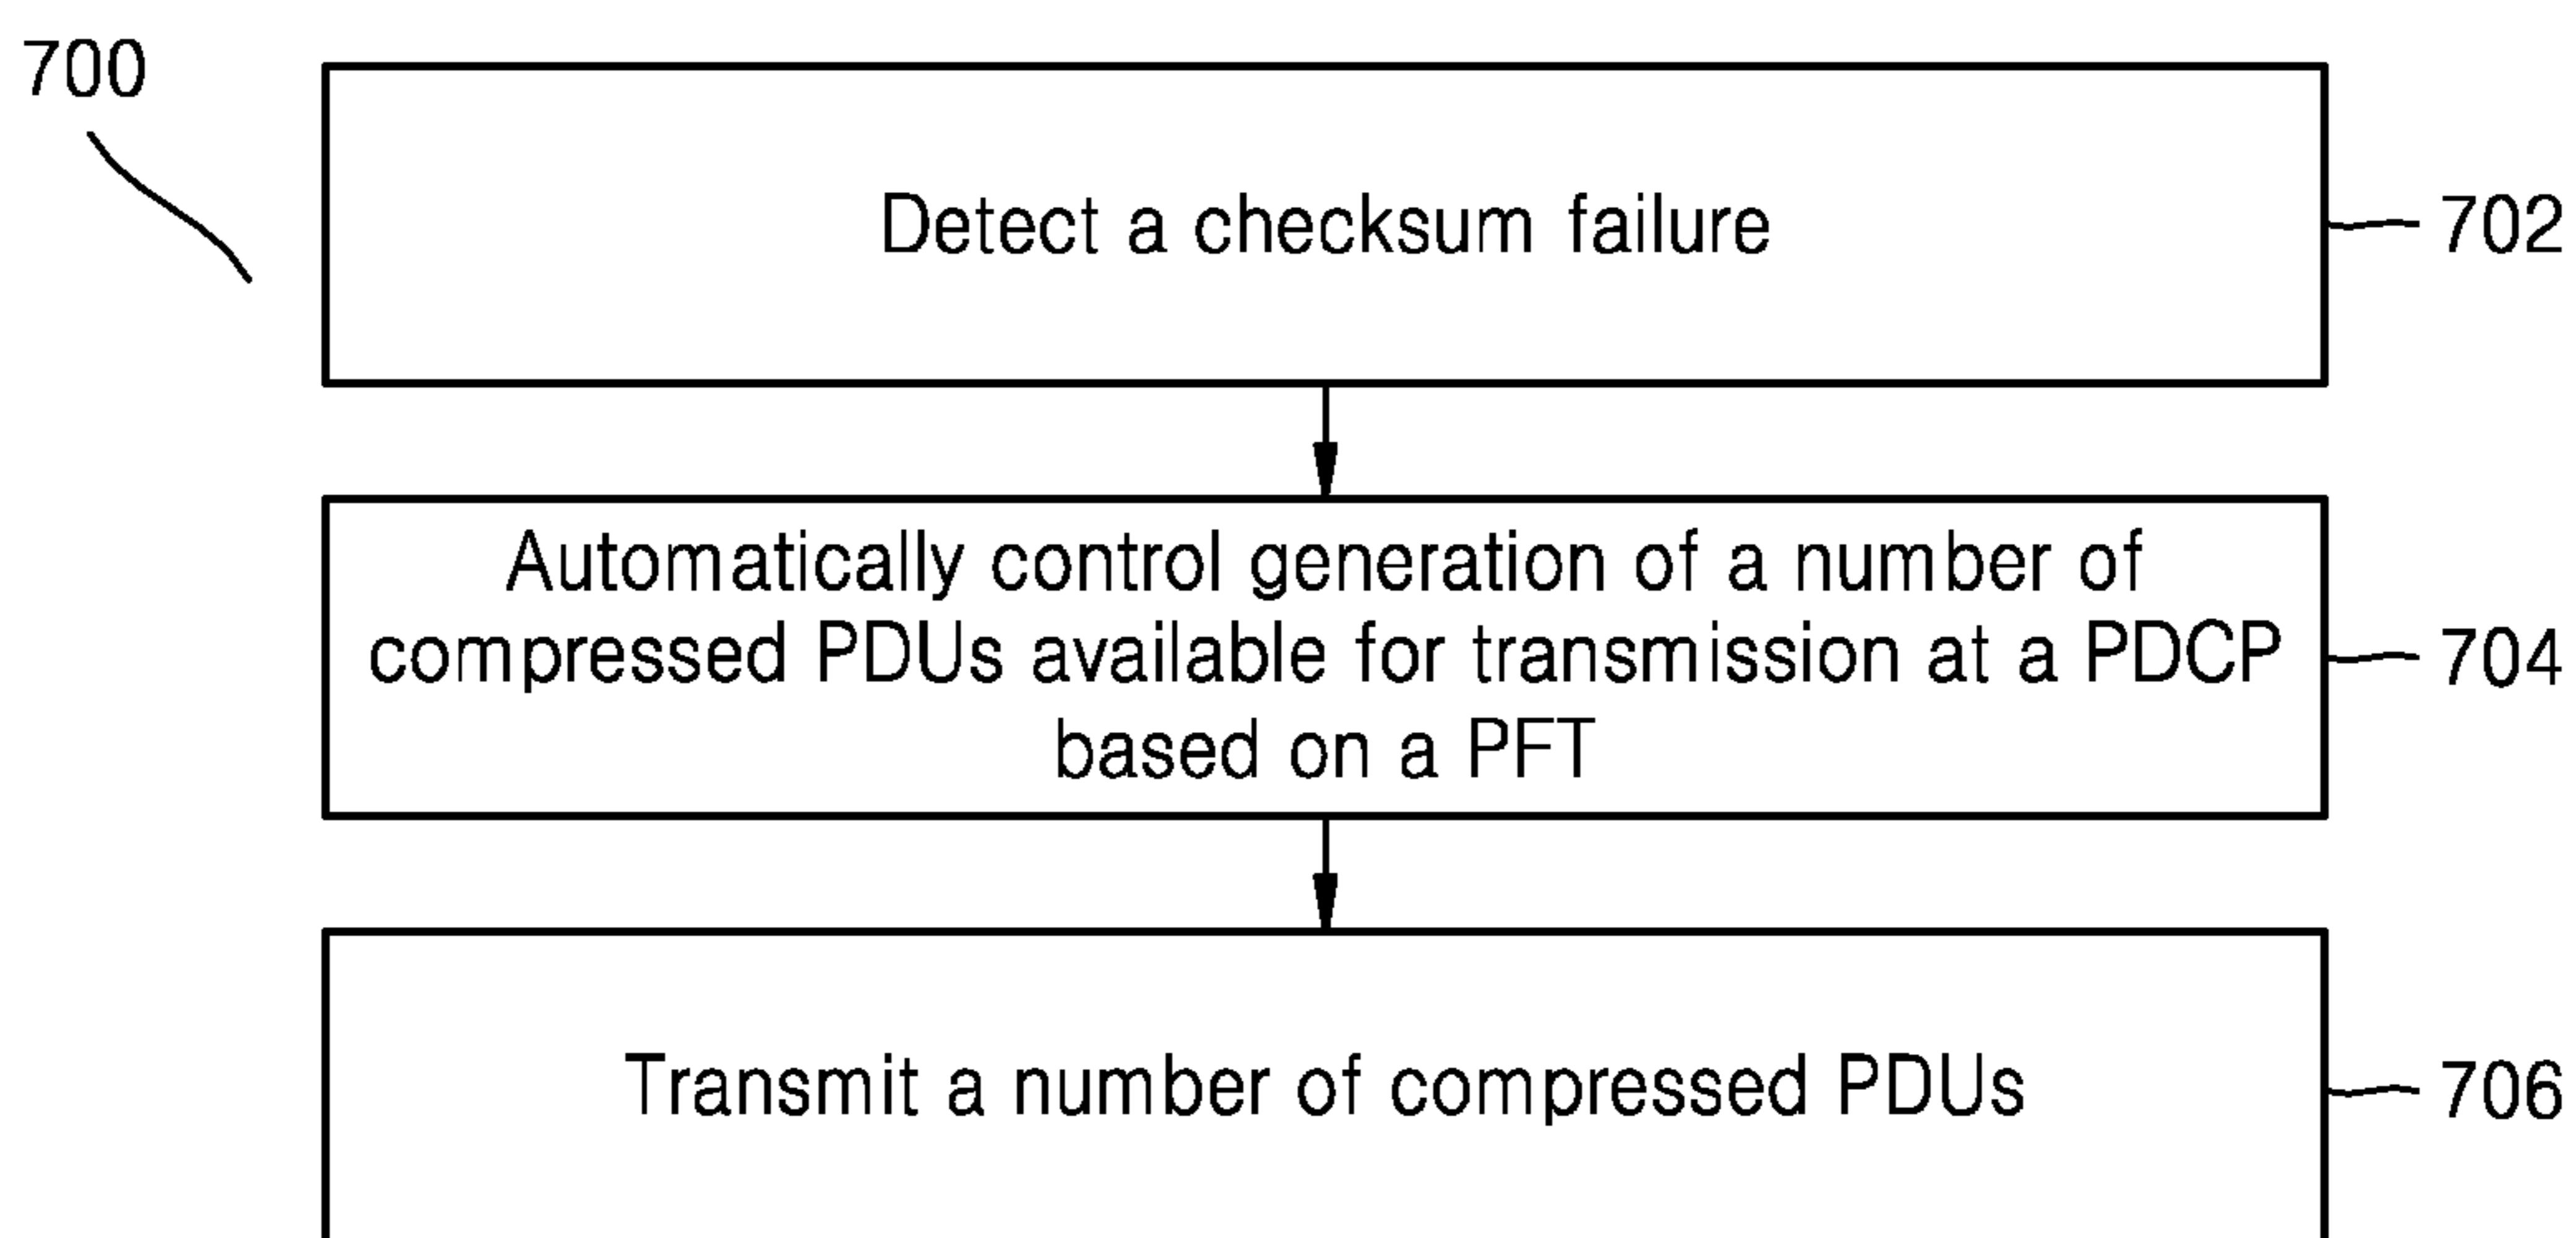 700
Detect a checksum failure
702
Automatically control generation of a number of
compressed PDUs available for transmission at a PDCP
based on a PFT
704
Transmit a number of compressed PDUs
706